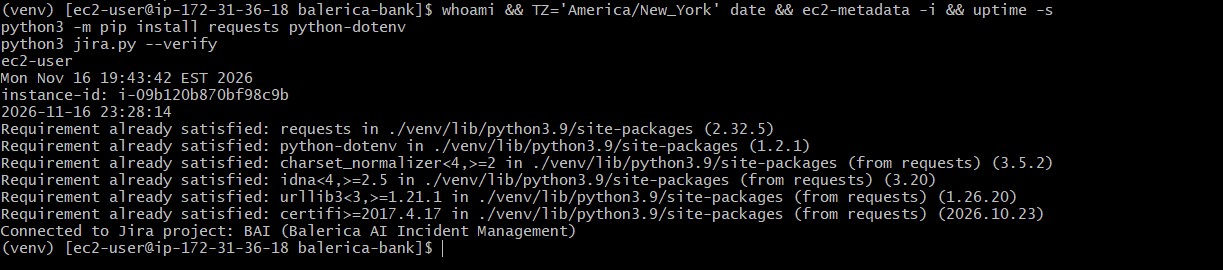 (venv) [ec2-user@ip-172-31-36-18 balerica-bank]$ whoami && TZ='America/New_York' date && ec2-metadata -i && uptime -s
python3 -m pip install requests python-dotenv
python3 jira.py --verify
ec2-user
Mon Nov 16 19:43:42 EST 2026
instance-id: i-09b120b870bf98c9b
2026-11-16 23:28:14
Requirement already satisfied: requests in ./venv/lib/python3.9/site-packages (2.32.5)
Requirement already satisfied: python-dotenv in ./venv/lib/python3.9/site-packages (1.2.1)
Requirement already satisfied: charset_normalizer<4,>=2 in ./venv/lib/python3.9/site-packages (from requests) (3.5.2)
Requirement already satisfied: idna<4,>=2.5 in ./venv/lib/python3.9/site-packages (from requests) (3.20)
Requirement already satisfied: urllib3<3,>=1.21.1 in ./venv/lib/python3.9/site-packages (from requests) (1.26.20)
Requirement already satisfied: certifi>=2017.4.17 in ./venv/lib/python3.9/site-packages (from requests) (2026.10.23)
Connected to Jira project: BAI (Balerica AI Incident Management)
(venv) [ec2-user@ip-172-31-36-18 balerica-bank]$